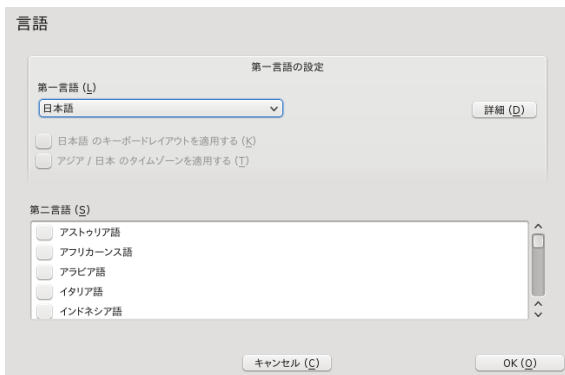 言語
第一言語の設定
第一言語 (L)
日本語
詳細 (D)
日本語 のキーボードレイアウトを適用する (K)
アジア / 日本 のタイムゾーンを適用する (T)
第二言語 (S)
アストゥリア語
アフリカーンス語
アラビア語
イタリア語
インドネシア語
キャンセル (C)
OK (O)